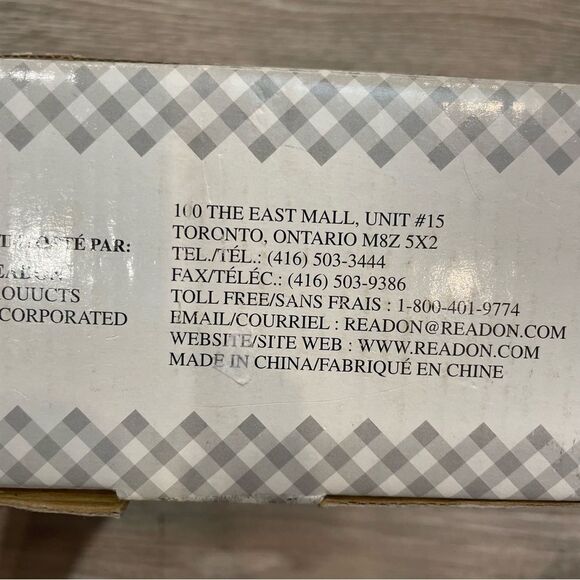 100 THE EAST MALL, UNIT #15
TORONTO, ONTARIO M8Z 5X2
PAR:
TEL./TÉL.: (416) 503-3444
FAX/TÉLÉC.: (416) 503-9386
TOLL FREE/SANS FRAIS : 1-800-401-9774
CORPORATED
EMAIL/COURRIEL : READON@READON.COM
WEBSITE/SITE WEB : WWW.READON.COM
MADE IN CHINA/FABRIQUÉ EN CHINE